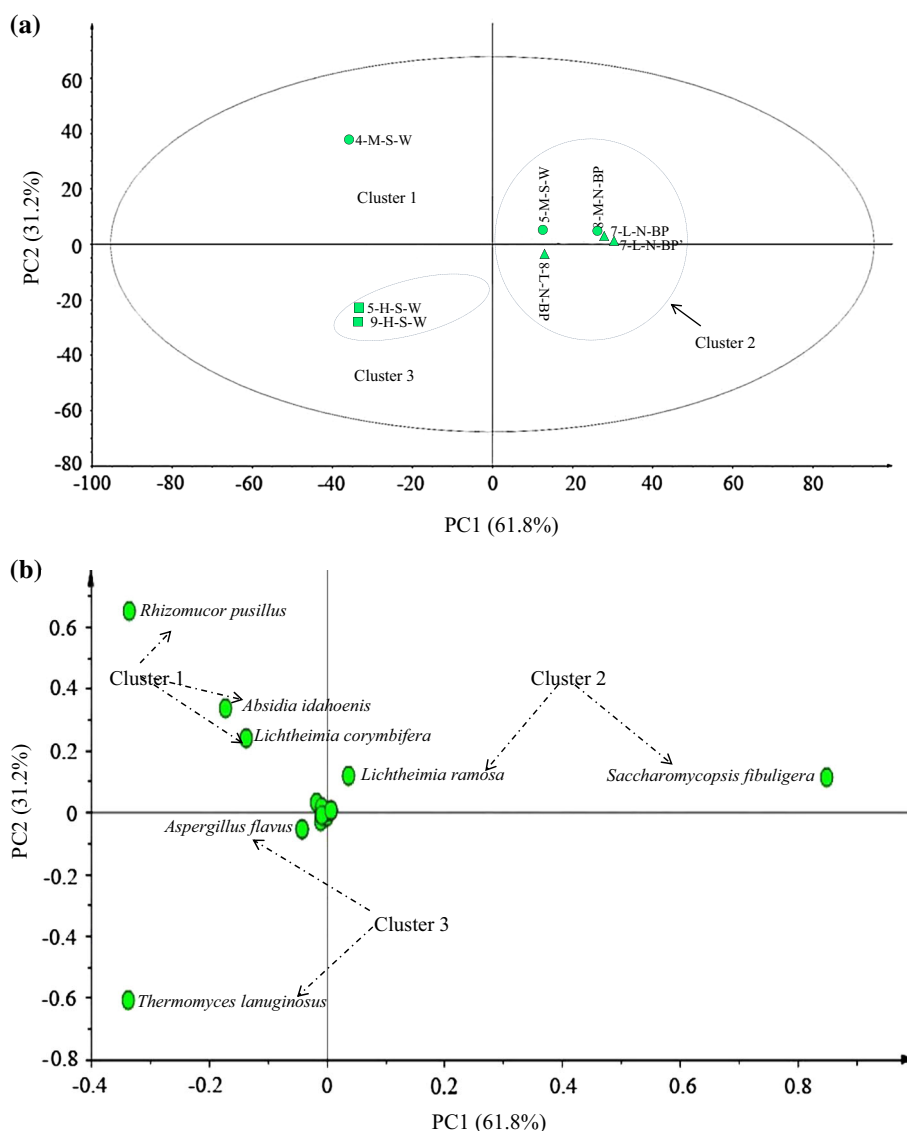 (a)
60
40
20
0
-20
-40
-60
-80
-100
-80
-60
-40
-20
0
20
40
60
80
PC2 (31.2%)
PC1 (61.8%)
4-M-S-W
Cluster 1
5-M-S-W
8-M-N-BP
7-L-N-BP
7-L-N-BP'
8-L-N-BP
5-H-S-W
9-H-S-W
Cluster 2
Cluster 3
(b)
0.6
0.4
0.2
0
-0.2
-0.4
-0.6
-0.8
-0.4
-0.2
0
0.2
0.4
0.6
0.8
PC2 (31.2%)
PC1 (61.8%)
Rhizomucor pusillus
Cluster 1
Cluster 2
Absidia idahoenis
Lichtheimia corymbifera
Lichtheimia ramosa
Saccharomycopsis fibuligera
Aspergillus flavus
Cluster 3
Thermomyces lanuginosus